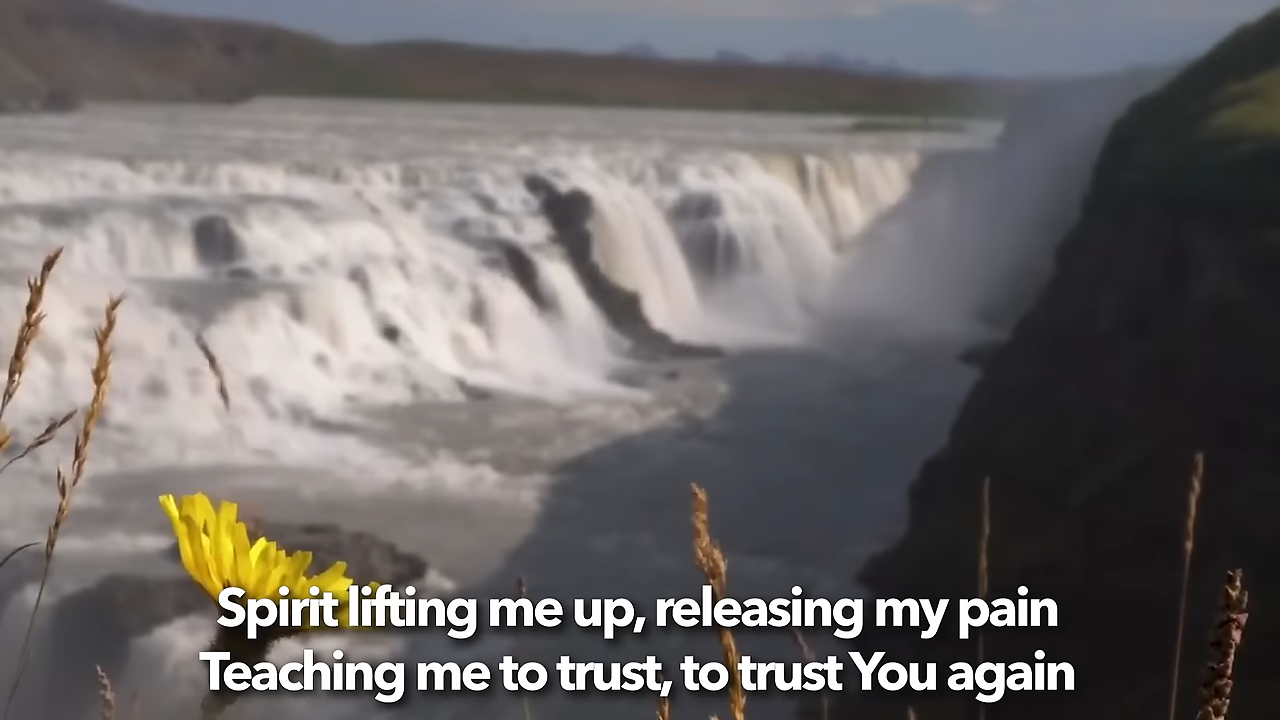 Spirit lifting me up, releasing my pain
Teaching me to trust, to trust You again